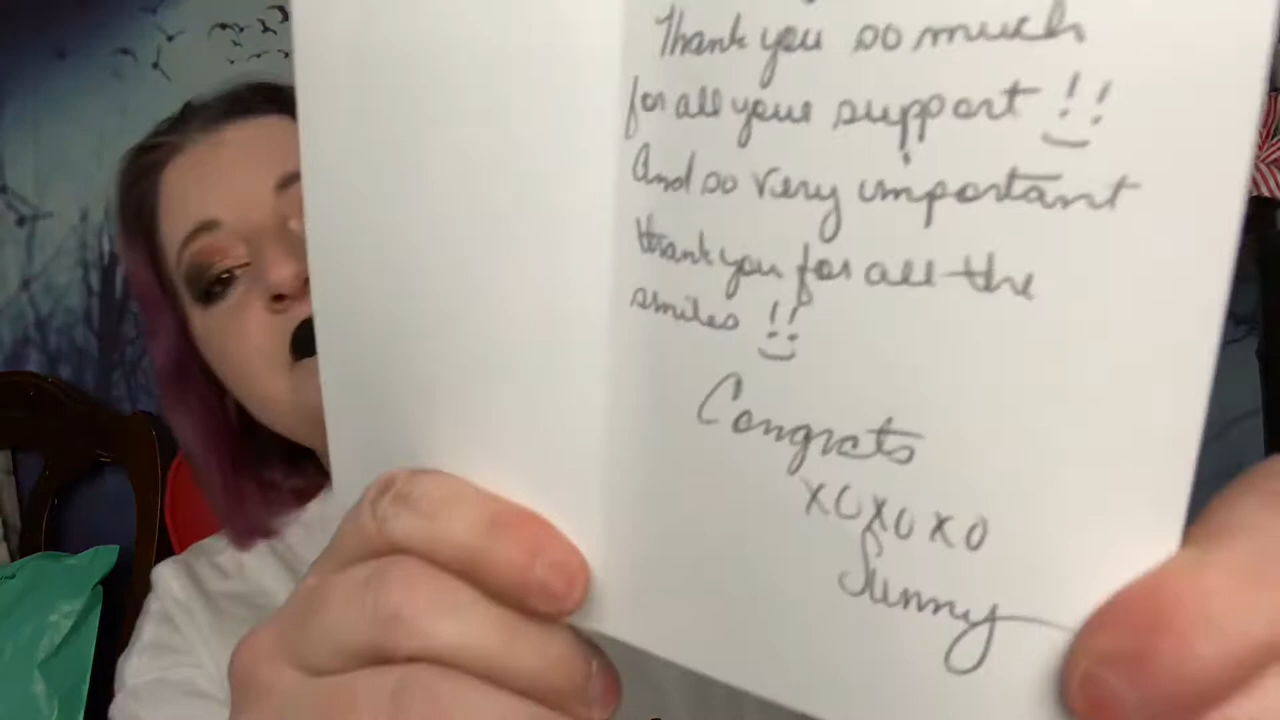 Thank you so much
for all your support !!
And so very important
thank you for all the
smiles !!
Congrats
XOXOXO
Sunny